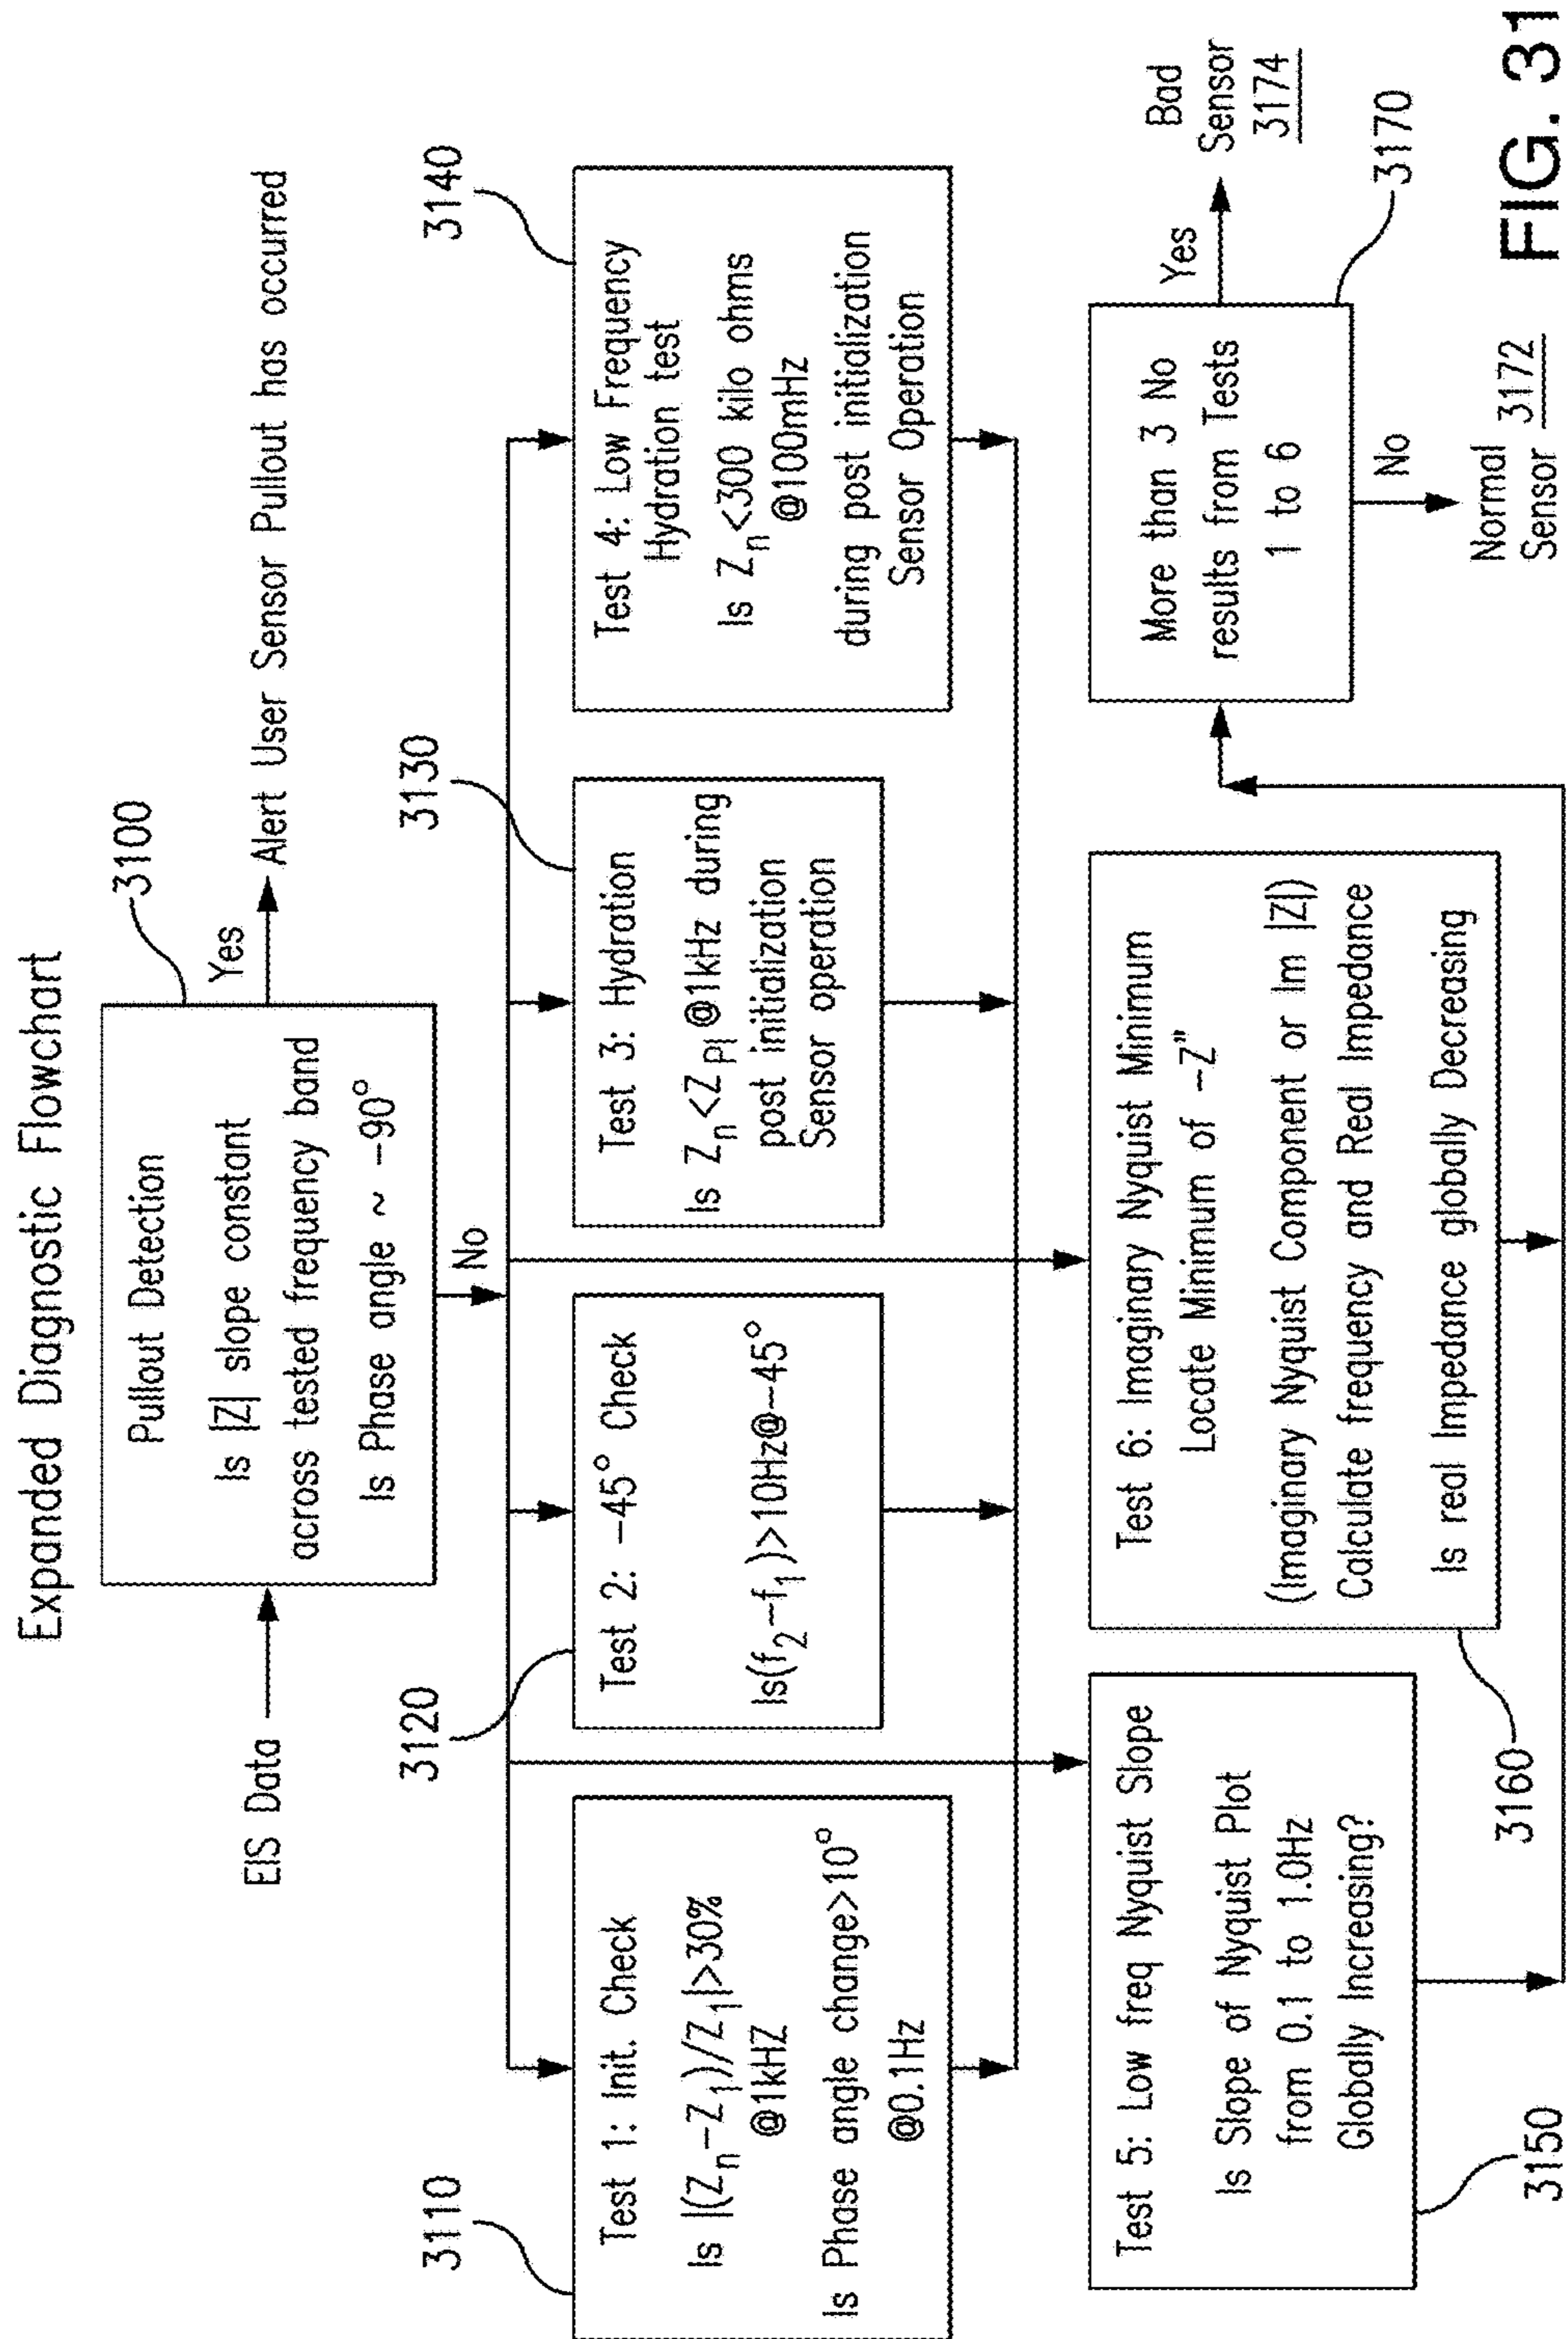 Expanded Diagnostic Flowchart
EIS Data
Pullout Detection
Is |Z| slope constant
across tested frequency band
Is Phase angle ~ -90°
3100
Yes
Alert User Sensor Pullout has occurred
No
3110
Test 1: Init. Check
Is |(Zn-Z1)/Z1|>30%
@1kHZ
Is Phase angle change>10°
@0.1Hz
3120
Test 2: -45° Check
Is(f2-f1)>10Hz@-45°
3130
Test 3: Hydration
Is Zn<ZPI @1kHz during
post initialization
Sensor operation
3140
Test 4: Low Frequency
Hydration test
Is Zn<300 kilo ohms
@100mHz
during post initialization
Sensor Operation
Test 5: Low freq Nyquist Slope
Is Slope of Nyquist Plot
from 0.1 to 1.0Hz
Globally Increasing?
3150
Test 6: Imaginary Nyquist Minimum
Locate Minimum of -Z"
(Imaginary Nyquist Component or Im |Z|)
Calculate frequency and Real Impedance
Is real Impedance globally Decreasing
3160
More than 3 No
results from Tests
1 to 6
3170
Yes
Bad
Sensor
3174
No
Normal
Sensor 3172
FIG. 31